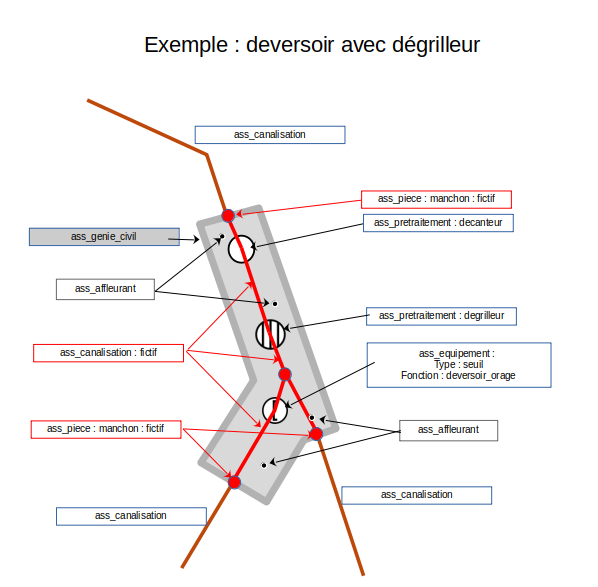 Exemple : deversoir avec dégrilleur
ass_canalisation
ass_piece : manchon : fictif
ass_pretraitement : decanteur
ass_genie_civil
ass_affleurant
ass_pretraitement : degrilleur
ass_canalisation : fictif
ass_equipement :
Type : seuil
Fonction : deversoir_orage
ass_piece : manchon : fictif
ass_affleurant
ass_canalisation
ass_canalisation